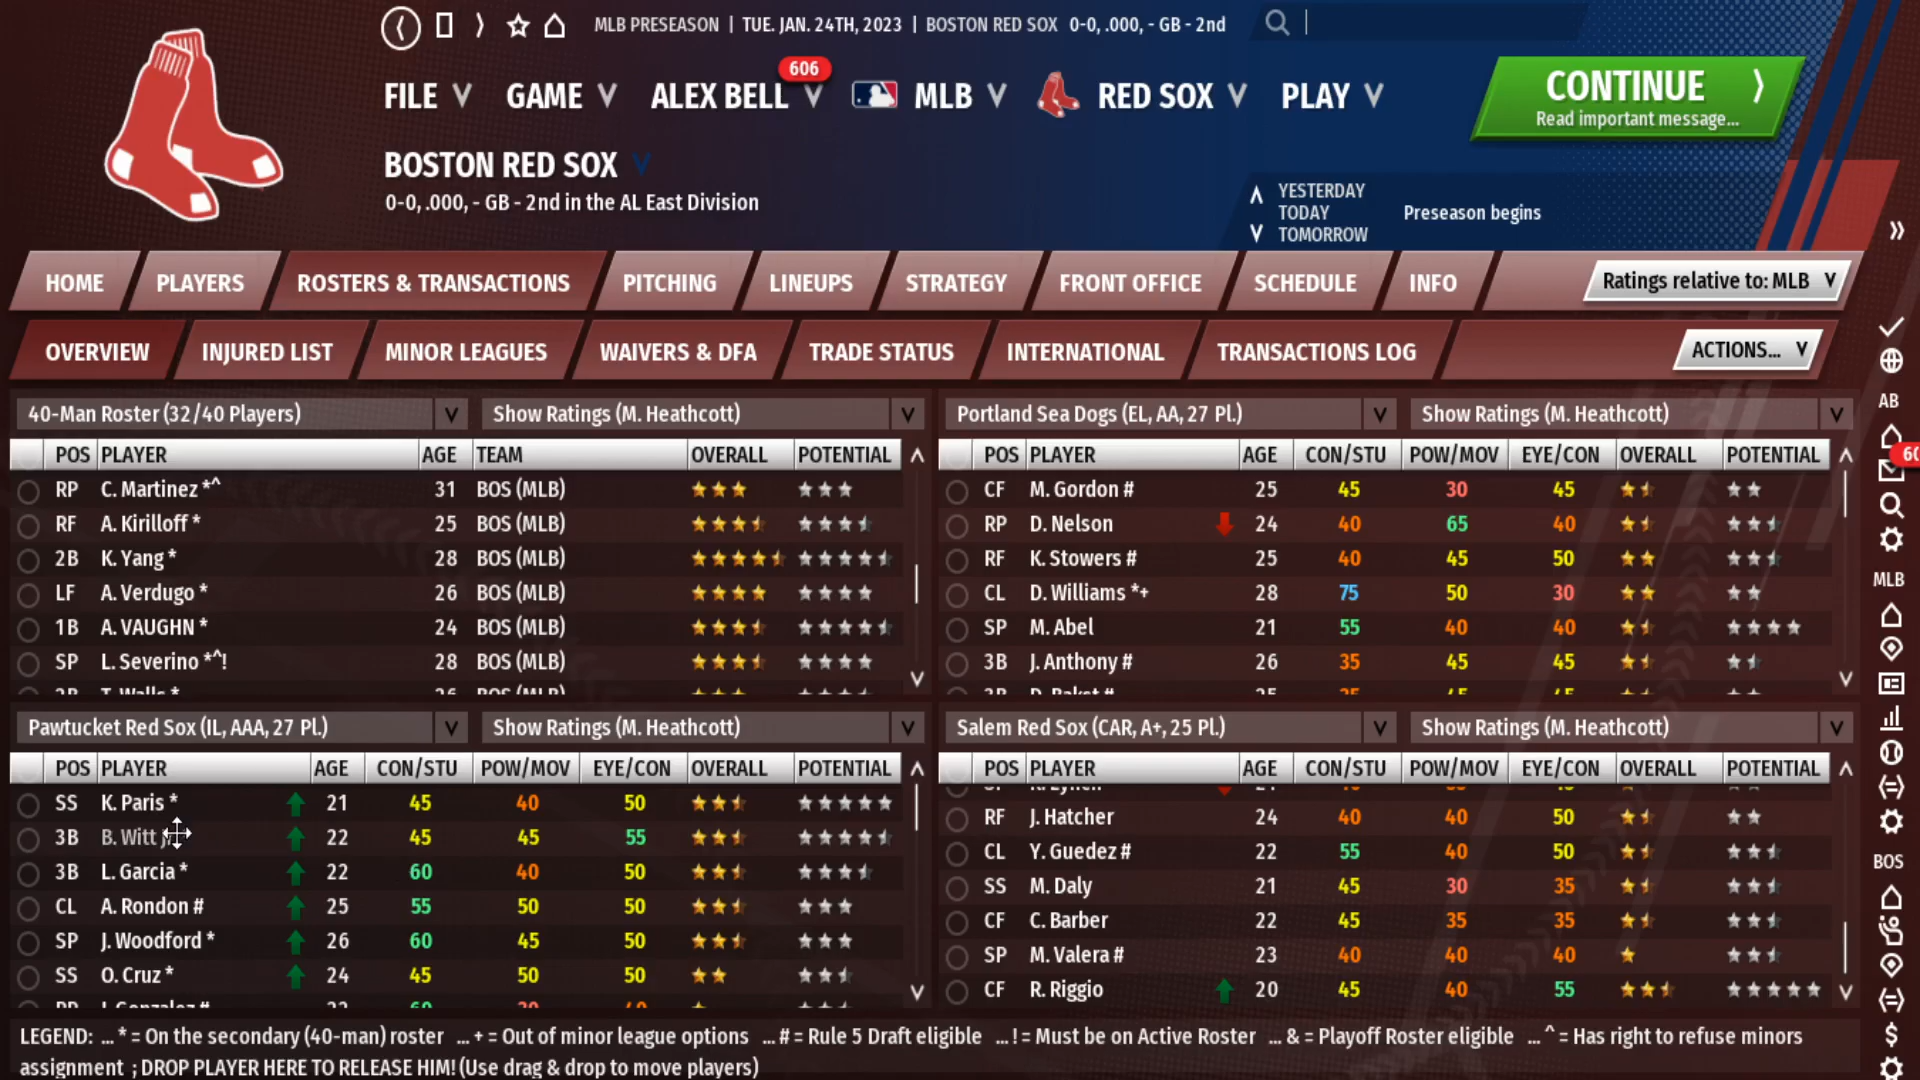 MLB PRESEASON | TUE. JAN. 24TH, 2023 | BOSTON RED SOX 0-0, .000, - GB - 2nd
606
FILE GAME ALEX BELL MLB RED SOX PLAY
CONTINUE
Read important message...
BOSTON RED SOX
0-0, .000, - GB - 2nd in the AL East Division
YESTERDAY
TODAY Preseason begins
TOMORROW
HOME PLAYERS ROSTERS & TRANSACTIONS PITCHING LINEUPS STRATEGY FRONT OFFICE SCHEDULE INFO Ratings relative to: MLB
OVERVIEW INJURED LIST MINOR LEAGUES WAIVERS & DFA TRADE STATUS INTERNATIONAL TRANSACTIONS LOG ACTIONS...
40-Man Roster (32/40 Players) Show Ratings (M. Heathcott)
POS PLAYER AGE TEAM OVERALL POTENTIAL
RP C. Martinez *^ 31 BOS (MLB)
RF A. Kirilloff * 25 BOS (MLB)
2B K. Yang * 28 BOS (MLB)
LF A. Verdugo * 26 BOS (MLB)
1B A. VAUGHN * 24 BOS (MLB)
SP L. Severino *^! 28 BOS (MLB)
Portland Sea Dogs (EL, AA, 27 Pl.) Show Ratings (M. Heathcott)
POS PLAYER AGE CON/STU POW/MOV EYE/CON OVERALL POTENTIAL
CF M. Gordon # 25 45 30 45
RP D. Nelson 24 40 65 40
RF K. Stowers # 25 40 45 50
CL D. Williams *+ 28 75 50 30
SP M. Abel 21 55 40 40
3B J. Anthony # 26 35 45 45
Pawtucket Red Sox (IL, AAA, 27 Pl.) Show Ratings (M. Heathcott)
POS PLAYER AGE CON/STU POW/MOV EYE/CON OVERALL POTENTIAL
SS K. Paris * 21 45 40 50
3B B. Witt 22 45 45 55
3B L. Garcia * 22 60 40 50
CL A. Rondon # 25 55 50 50
SP J. Woodford * 26 60 45 50
SS O. Cruz * 24 45 50 50
Salem Red Sox (CAR, A+, 25 Pl.) Show Ratings (M. Heathcott)
POS PLAYER AGE CON/STU POW/MOV EYE/CON OVERALL POTENTIAL
RF J. Hatcher 24 40 40 50
CL Y. Guedez # 22 55 40 50
SS M. Daly 21 45 30 35
CF C. Barber 22 45 35 35
SP M. Valera # 23 40 40 40
CF R. Riggio 20 45 40 55
AB
60
MLB
BOS
LEGEND: ... * = On the secondary (40-man) roster ... + = Out of minor league options ... # = Rule 5 Draft eligible ... ! = Must be on Active Roster ... & = Playoff Roster eligible ... ^ = Has right to refuse minors
assignment ; DROP PLAYER HERE TO RELEASE HIM! (Use drag & drop to move players)